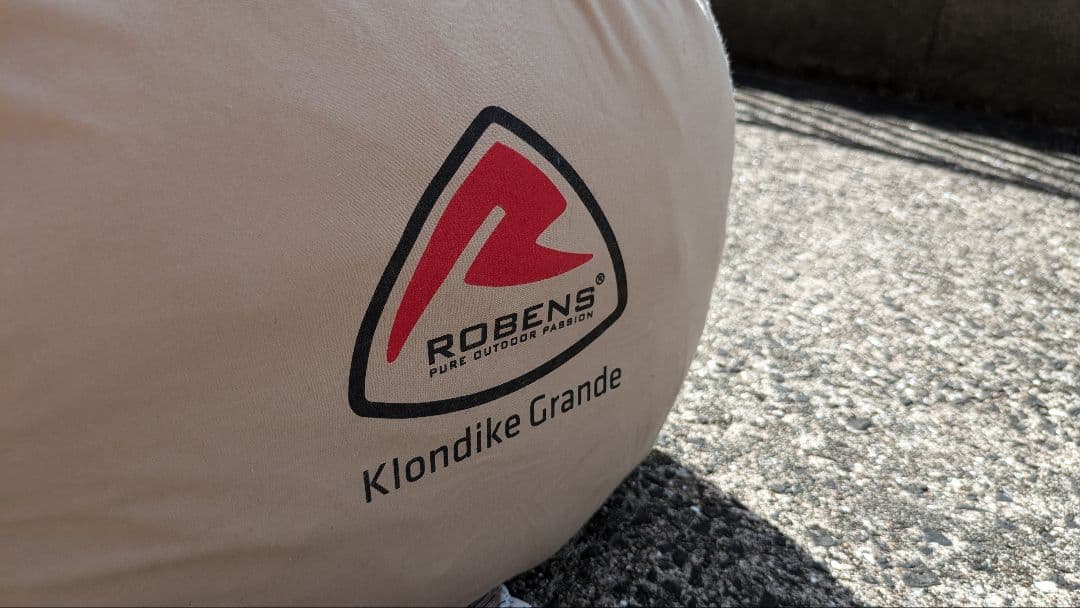 ROBENS®
PURE OUTDOOR PASSION
Klondike Grande